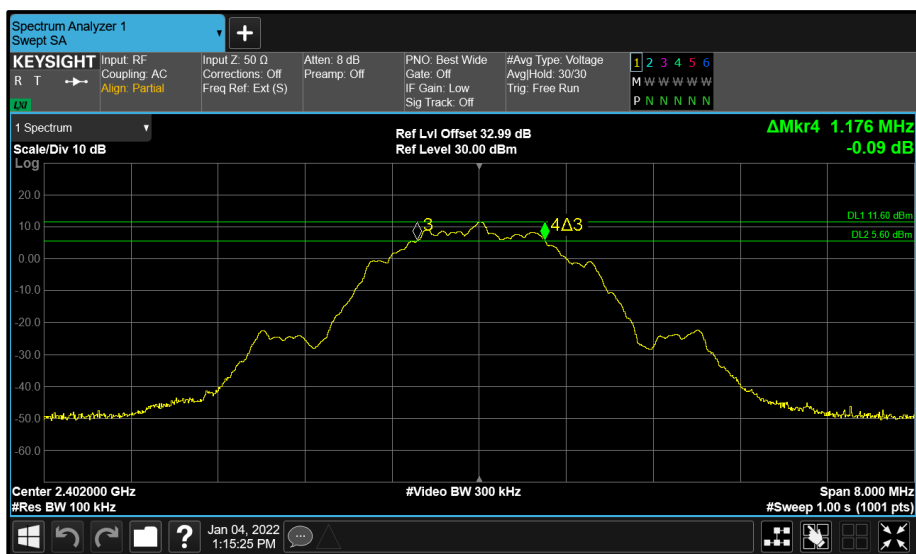 Spectrum Analyzer 1
Swept SA
+
KEYSIGHT
R T
LXI
Input: RF
Coupling: AC
Align: Partial
Input Z: 50 Ω
Corrections: Off
Freq Ref: Ext (S)
Atten: 8 dB
Preamp: Off
PNO: Best Wide
Gate: Off
IF Gain: Low
Sig Track: Off
#Avg Type: Voltage
Avg|Hold: 30/30
Trig: Free Run
1 2 3 4 5 6
M W W W W W
P N N N N N
1 Spectrum
Scale/Div 10 dB
Ref Lvl Offset 32.99 dB
Ref Level 30.00 dBm
ΔMkr4 1.176 MHz
-0.09 dB
Log
20.0
10.0
0.00
-10.0
-20.0
-30.0
-40.0
-50.0
-60.0
3
4Δ3
DL1 11.60 dBm
DL2 5.60 dBm
Center 2.402000 GHz
#Res BW 100 kHz
#Video BW 300 kHz
Span 8.000 MHz
#Sweep 1.00 s (1001 pts)
?
Jan 04, 2022
1:15:25 PM